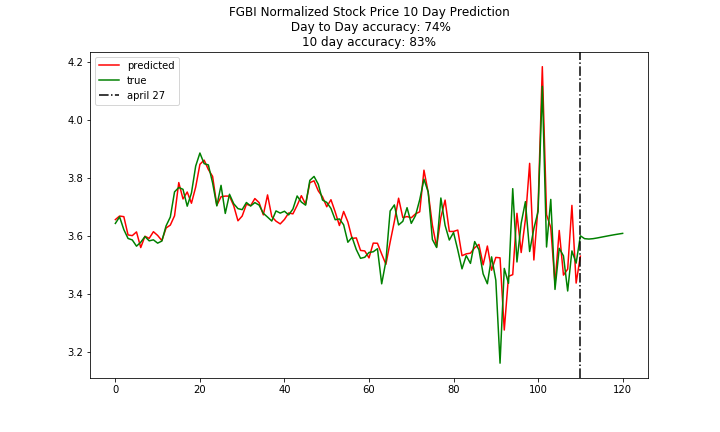 FGBI Normalized Stock Price 10 Day Prediction
Day to Day accuracy: 74%
10 day accuracy: 83%
predicted
true
april 27
4.2
4.0
3.8
3.6
3.4
3.2
0 20 40 60 80 100 120